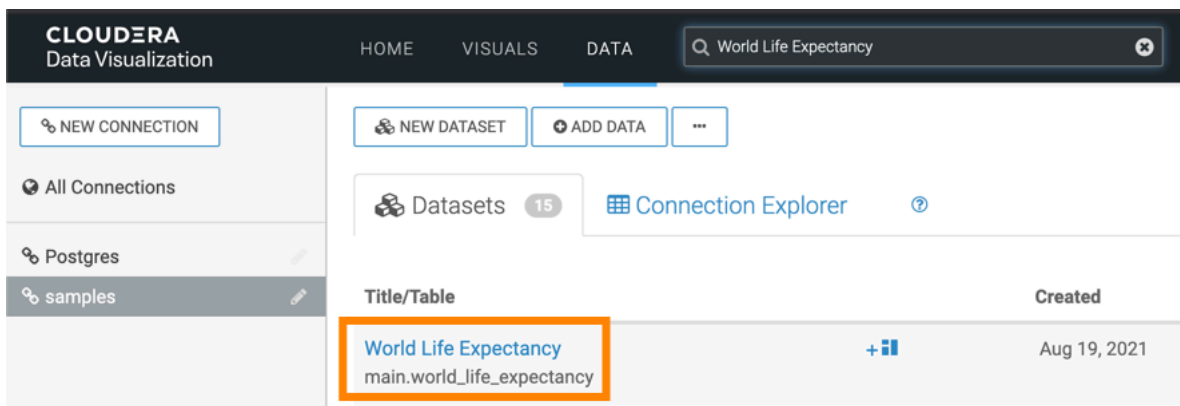 CLOUDERA
Data Visualization
HOME VISUALS DATA World Life Expectancy
NEW CONNECTION
NEW DATASET ADD DATA ...
All Connections
Datasets 15 Connection Explorer ?
Postgres
samples
Title/Table Created
World Life Expectancy + Aug 19, 2021
main.world_life_expectancy